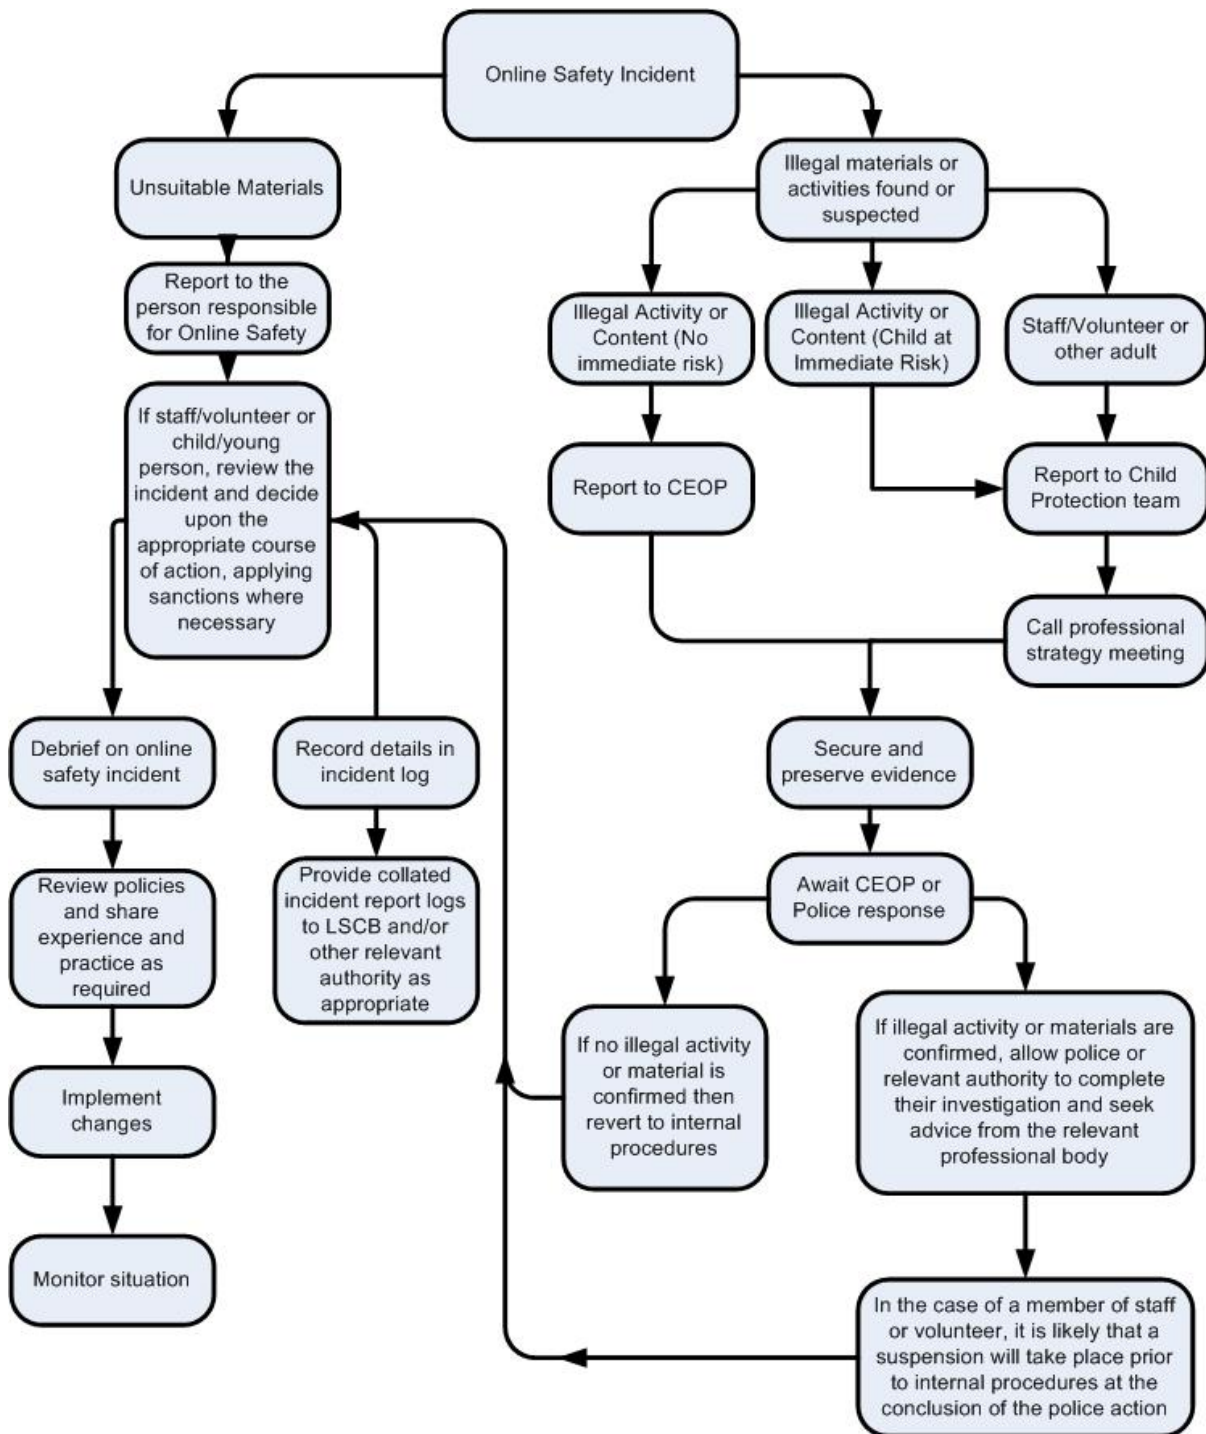 Online Safety Incident
Unsuitable Materials
Report to the
person responsible
for Online Safety
If staff/volunteer or
child/young
person, review the
incident and decide
upon the
appropriate course
of action, applying
sanctions where
necessary
Debrief on online
safety incident
Review policies
and share
experience and
practice as
required
Implement
changes
Monitor situation
Record details in
incident log
Provide collated
incident report logs
to LSCB and/or
other relevant
authority as
appropriate
Illegal materials or
activities found or
suspected
Illegal Activity or
Content (No
immediate risk)
Illegal Activity or
Content (Child at
Immediate Risk)
Staff/Volunteer or
other adult
Report to CEOP
Report to Child
Protection team
Call professional
strategy meeting
Secure and
preserve evidence
Await CEOP or
Police response
If no illegal activity
or material is
confirmed then
revert to internal
procedures
If illegal activity or materials are
confirmed, allow police or
relevant authority to complete
their investigation and seek
advice from the relevant
professional body
In the case of a member of staff
or volunteer, it is likely that a
suspension will take place prior
to internal procedures at the
conclusion of the police action